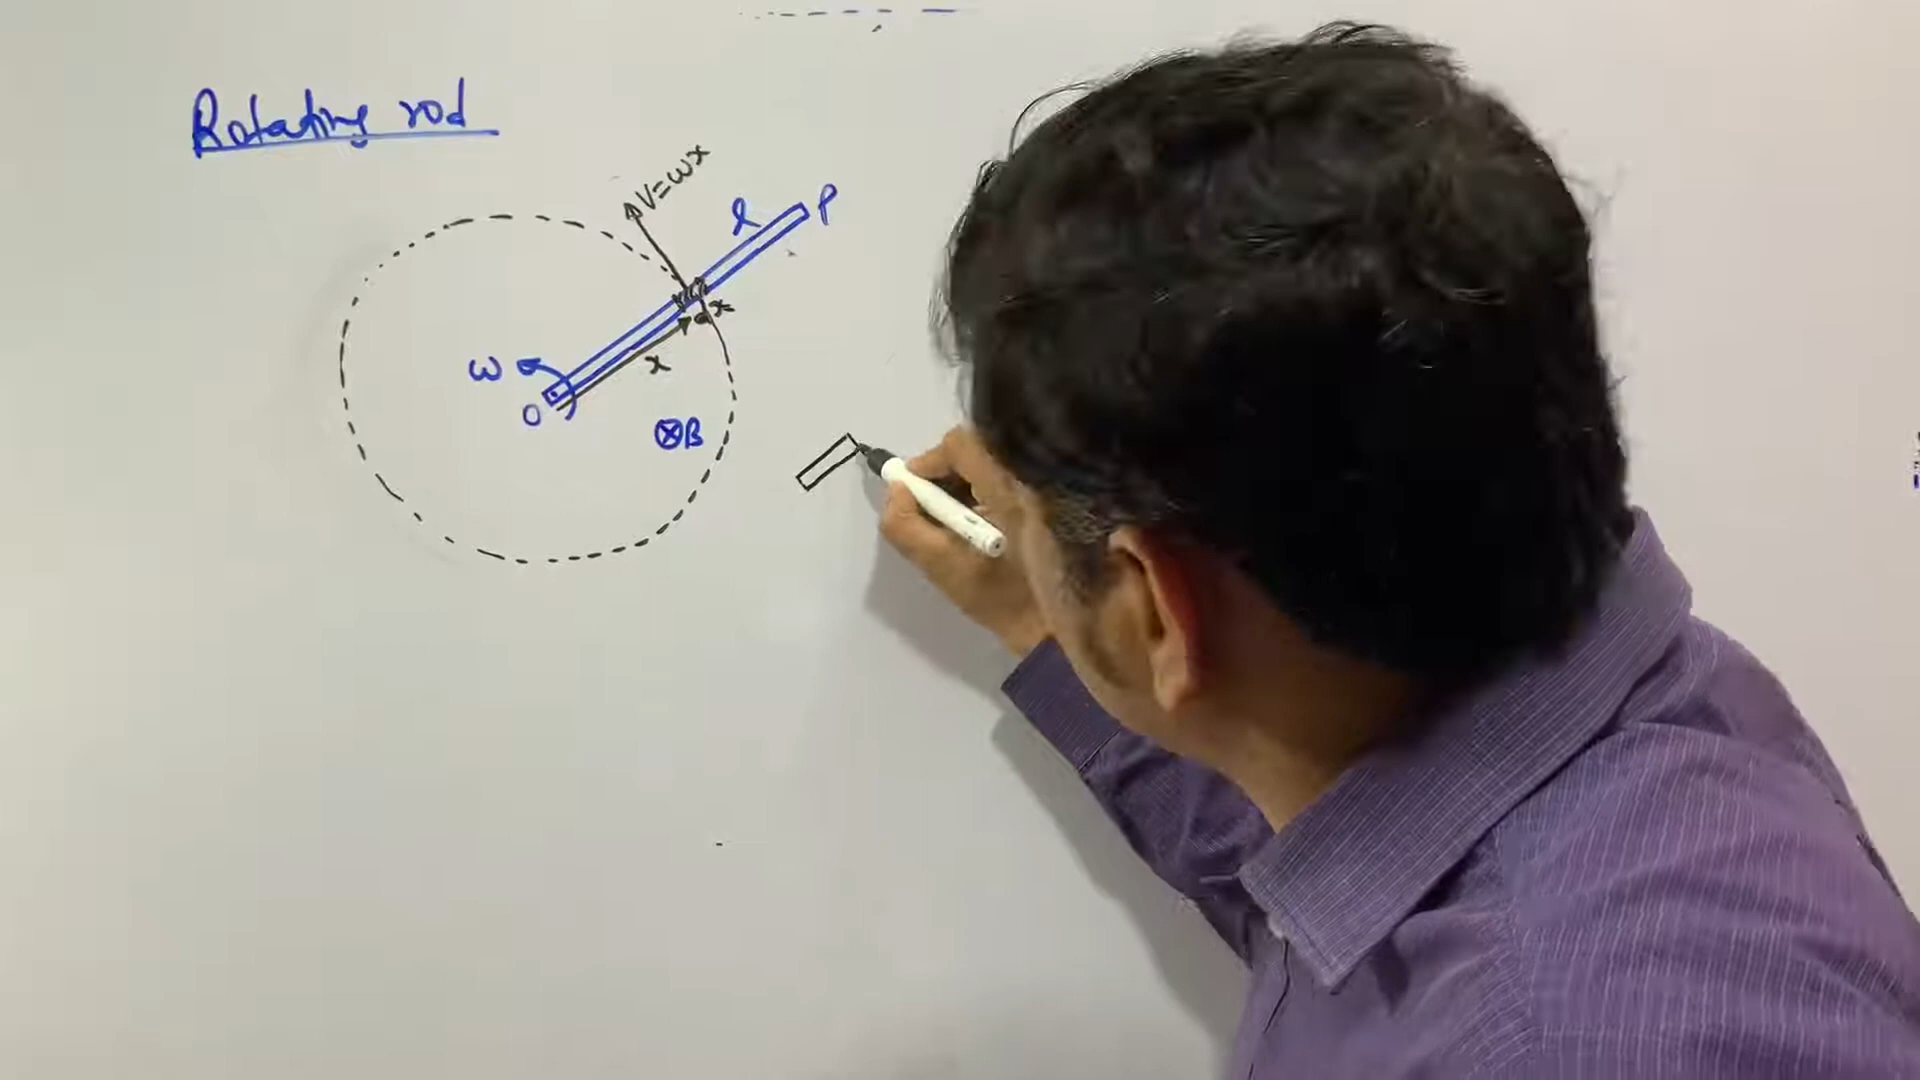 Rotating rod
V=ωx
l
P
dx
x
ω
O
⊗B